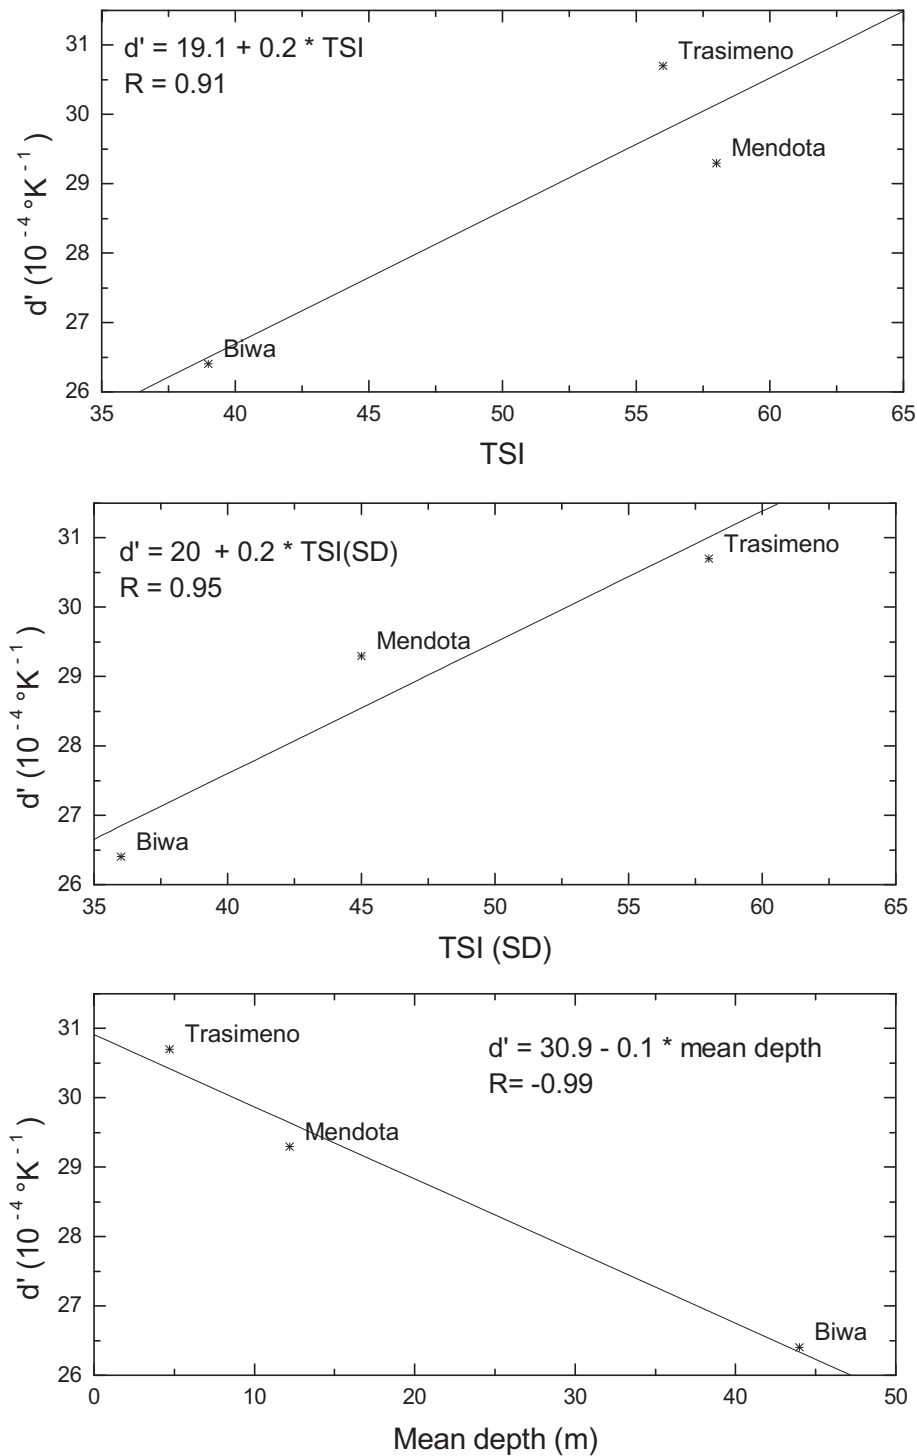 d' = 19.1 + 0.2 * TSI
R = 0.91
Trasimeno
Mendota
Biwa
31
30
29
28
27
26
d' (10⁻⁴ °K⁻¹)
35 40 45 50 55 60 65
TSI
d' = 20 + 0.2 * TSI(SD)
R = 0.95
Trasimeno
Mendota
Biwa
31
30
29
28
27
26
d' (10⁻⁴ °K⁻¹)
35 40 45 50 55 60 65
TSI (SD)
Trasimeno
d' = 30.9 - 0.1 * mean depth
R= -0.99
Mendota
Biwa
31
30
29
28
27
26
d' (10⁻⁴ °K⁻¹)
0 10 20 30 40 50
Mean depth (m)